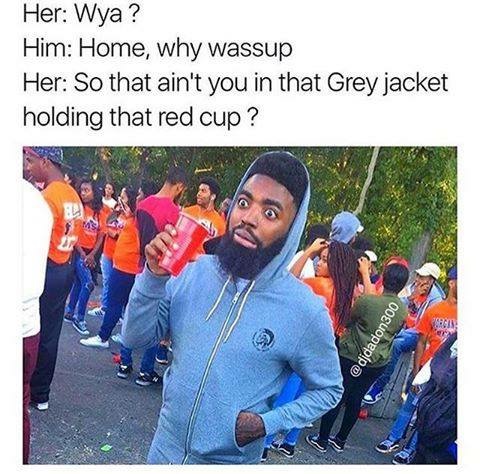 Her: Wya ?
Him: Home, why wassup
Her: So that ain't you in that Grey jacket
holding that red cup ?
@djdadon300